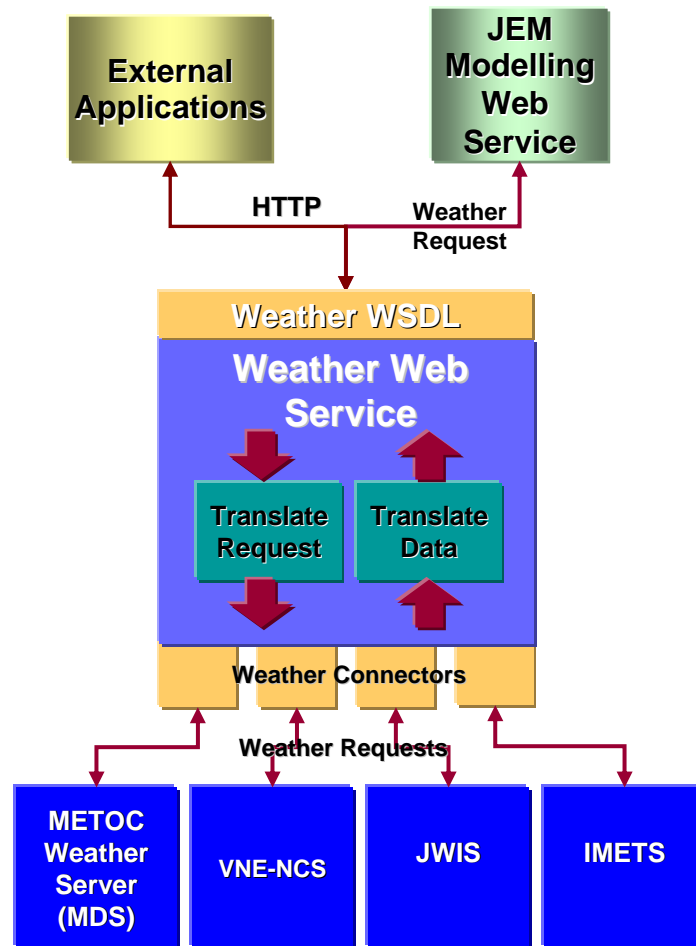 External
Applications
JEM
Modelling
Web
Service
HTTP
Weather
Request
Weather WSDL
Weather Web
Service
Translate
Request
Translate
Data
Weather Connectors
Weather Requests
METOC
Weather
Server
(MDS)
VNE-NCS
JWIS
IMETS